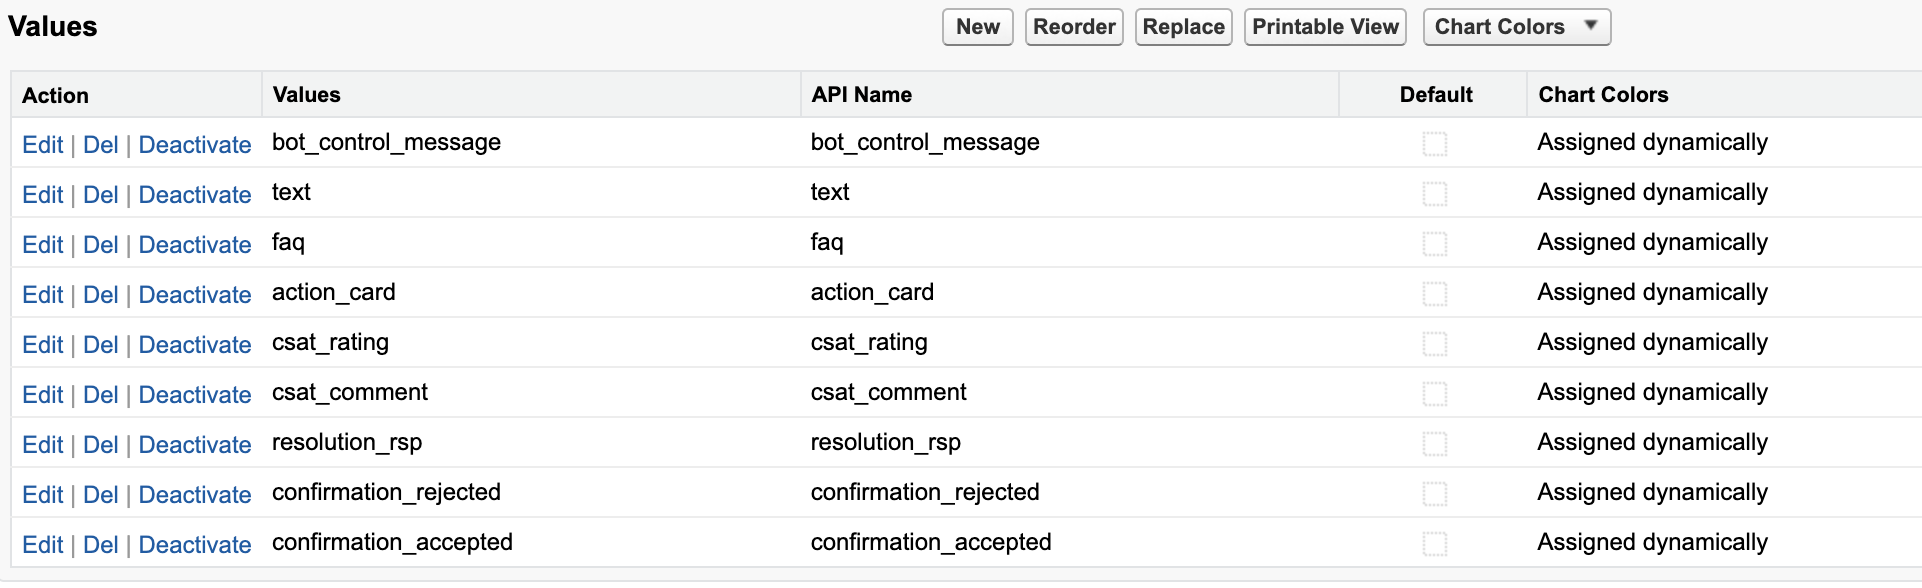 Values New Reorder Replace Printable View Chart Colors
Action Values API Name Default Chart Colors
Edit | Del | Deactivate bot_control_message bot_control_message Assigned dynamically
Edit | Del | Deactivate text text Assigned dynamically
Edit | Del | Deactivate faq faq Assigned dynamically
Edit | Del | Deactivate action_card action_card Assigned dynamically
Edit | Del | Deactivate csat_rating csat_rating Assigned dynamically
Edit | Del | Deactivate csat_comment csat_comment Assigned dynamically
Edit | Del | Deactivate resolution_rsp resolution_rsp Assigned dynamically
Edit | Del | Deactivate confirmation_rejected confirmation_rejected Assigned dynamically
Edit | Del | Deactivate confirmation_accepted confirmation_accepted Assigned dynamically